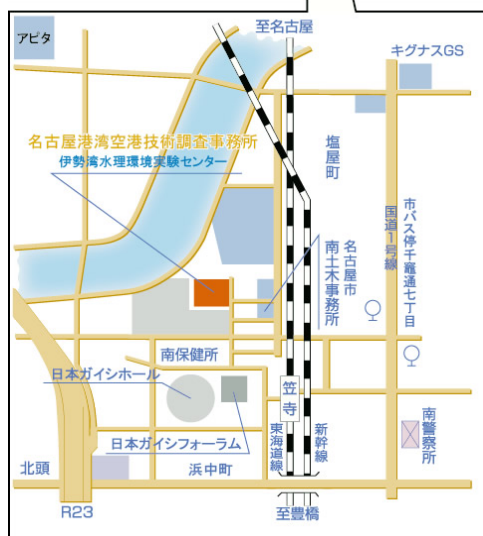 至名古屋
アピタ
キグナスGS
名古屋港湾空港技術調査事務所
伊勢湾水理環境実験センター
塩屋町
国道1号線
市バス停千竈通七丁目
名古屋市
南土木事務所
南保健所
日本ガイシホール
笠寺
日本ガイシフォーラム
東海道線
新幹線
南警察所
北頭
浜中町
R23
至豊橋